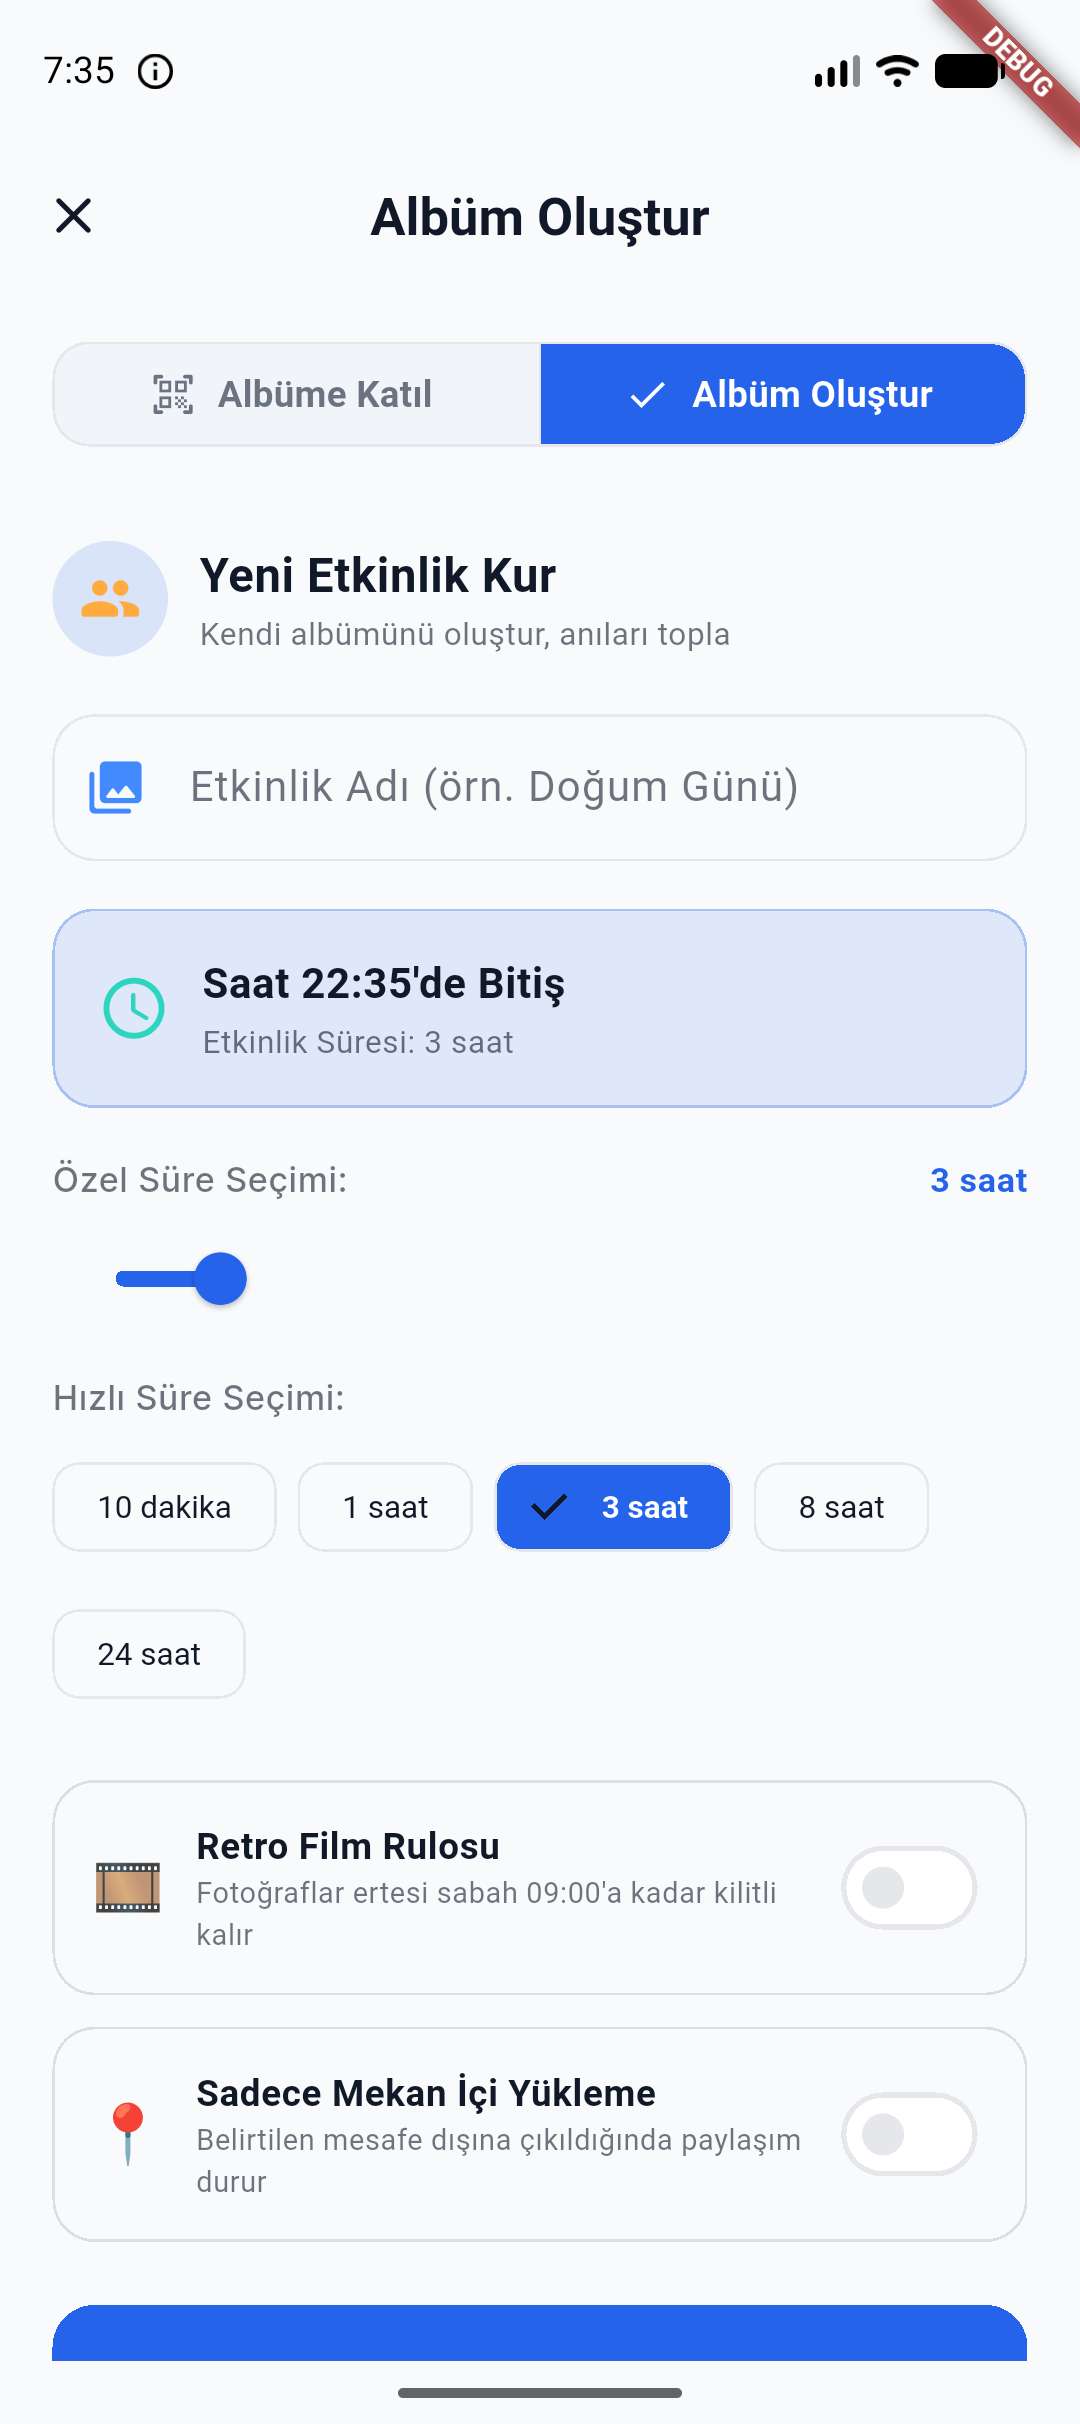 7:35
DEBUG
Albüm Oluştur
Albüme Katıl
Albüm Oluştur
Yeni Etkinlik Kur
Kendi albümünü oluştur, anıları topla
Etkinlik Adı (örn. Doğum Günü)
Saat 22:35'de Bitiş
Etkinlik Süresi: 3 saat
Özel Süre Seçimi:
3 saat
Hızlı Süre Seçimi:
10 dakika
1 saat
3 saat
8 saat
24 saat
Retro Film Rulosu
Fotoğraflar ertesi sabah 09:00'a kadar kilitli
kalır
Sadece Mekan İçi Yükleme
Belirtilen mesafe dışına çıkıldığında paylaşım
durur